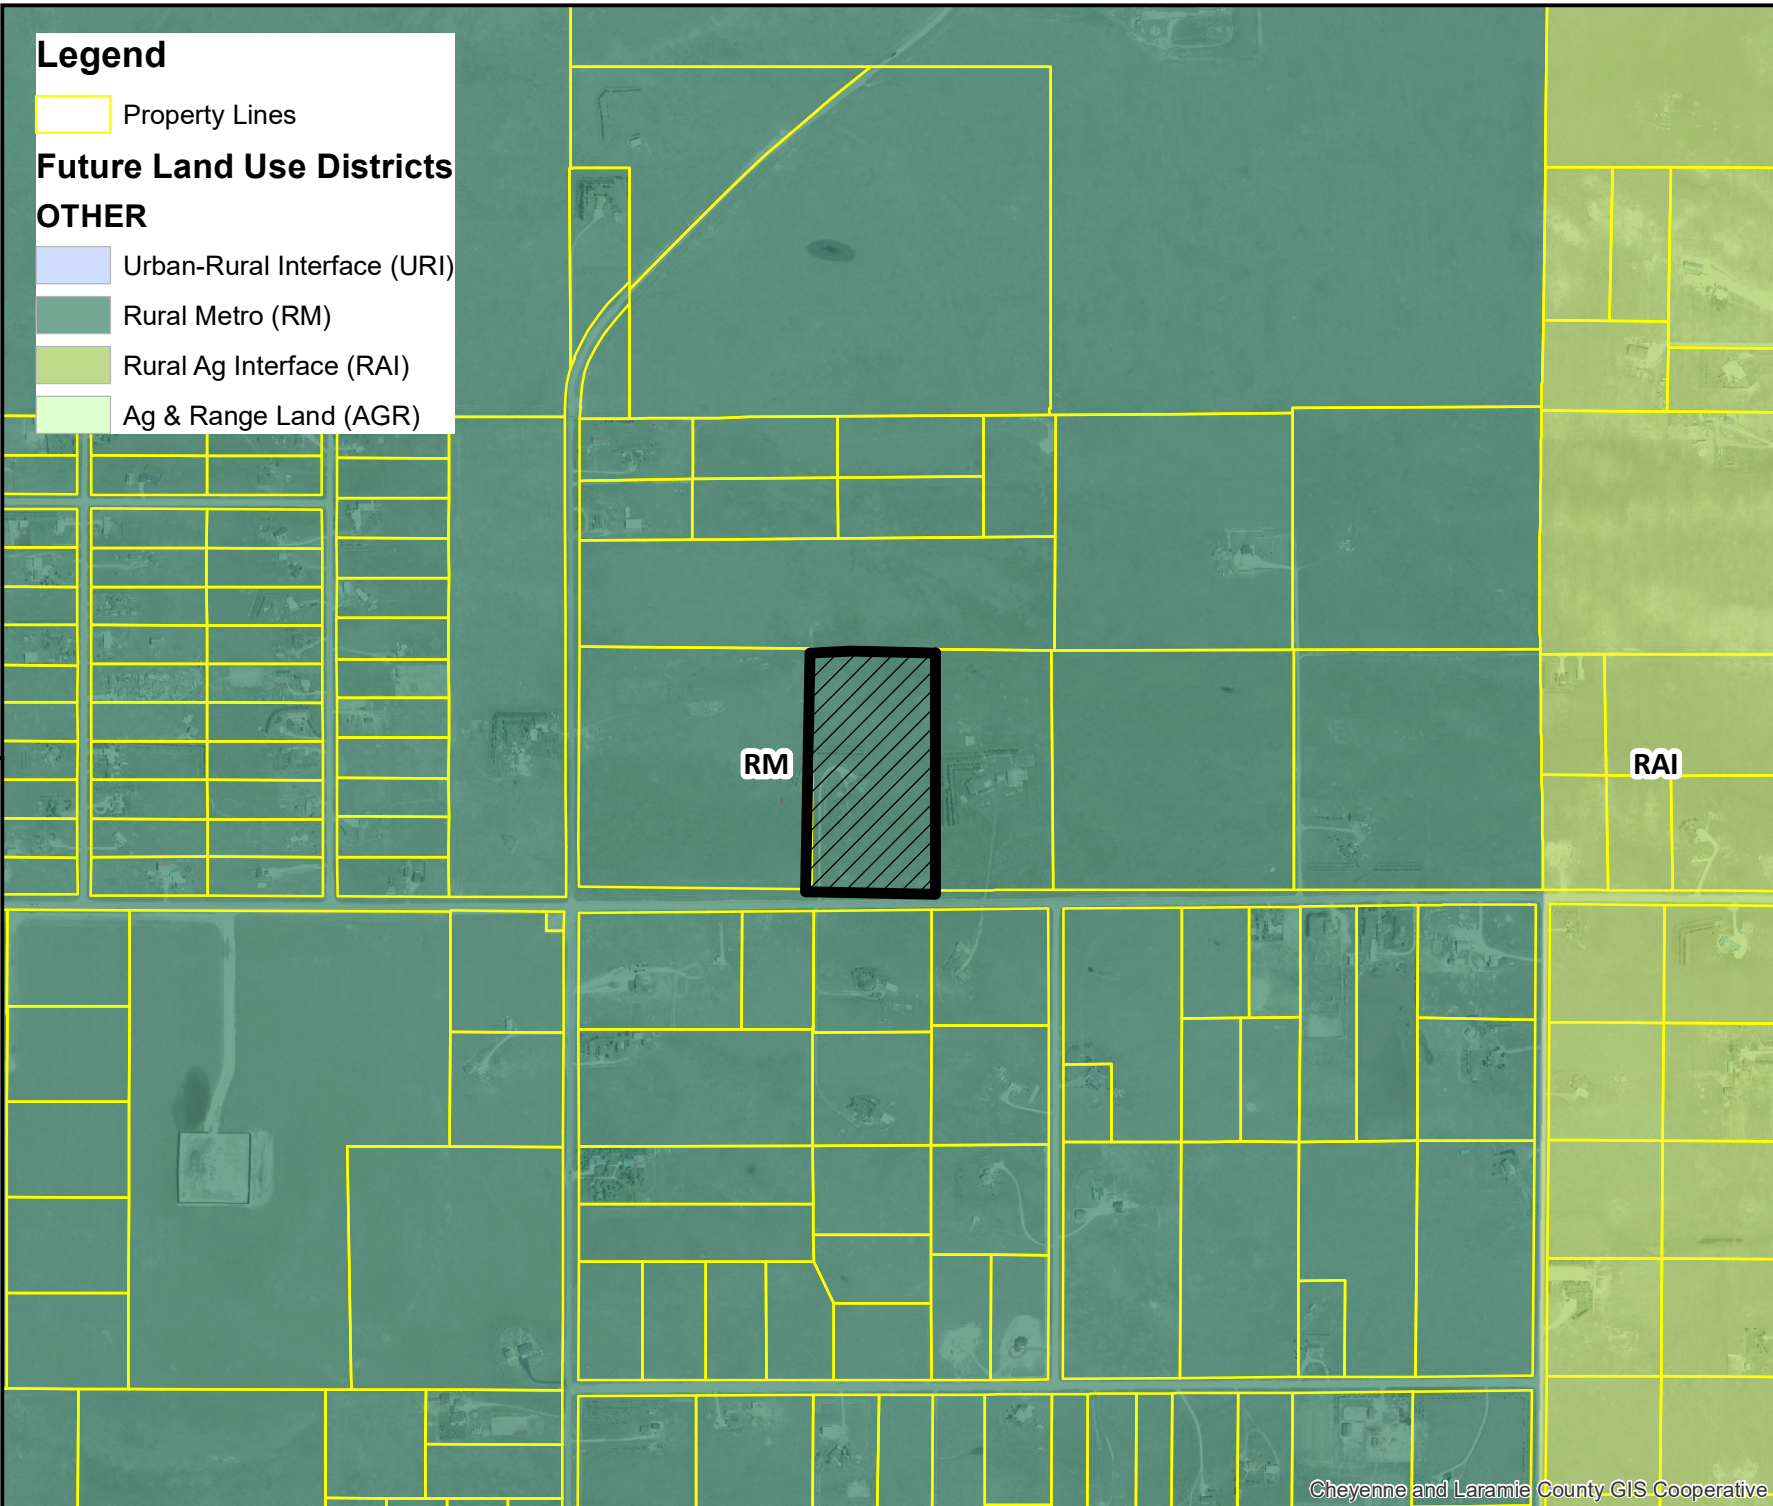 Legend
Property Lines
Future Land Use Districts
OTHER
Urban-Rural Interface (URI)
Rural Metro (RM)
Rural Ag Interface (RAI)
Ag & Range Land (AGR)
RM
RAI
Cheyenne and Laramie County GIS Cooperative